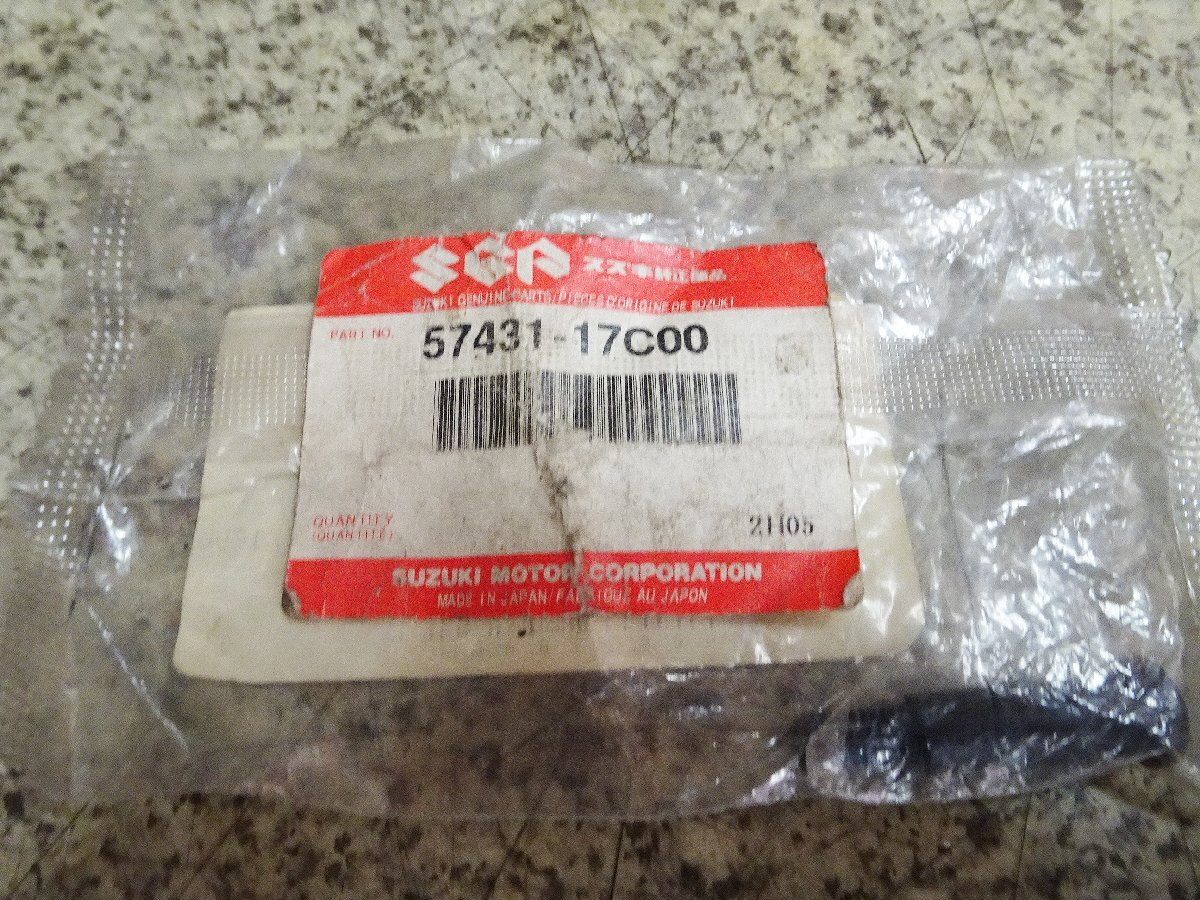 SGP スズキ純正部品
SUZUKI GENUINE PARTS / PIECES D'ORIGINE DE SUZUKI
PART NO.
57431-17C00
QUANTITY
(QUANTITE)
21105
SUZUKI MOTOR CORPORATION
MADE IN JAPAN / FABRIQUE AU JAPON